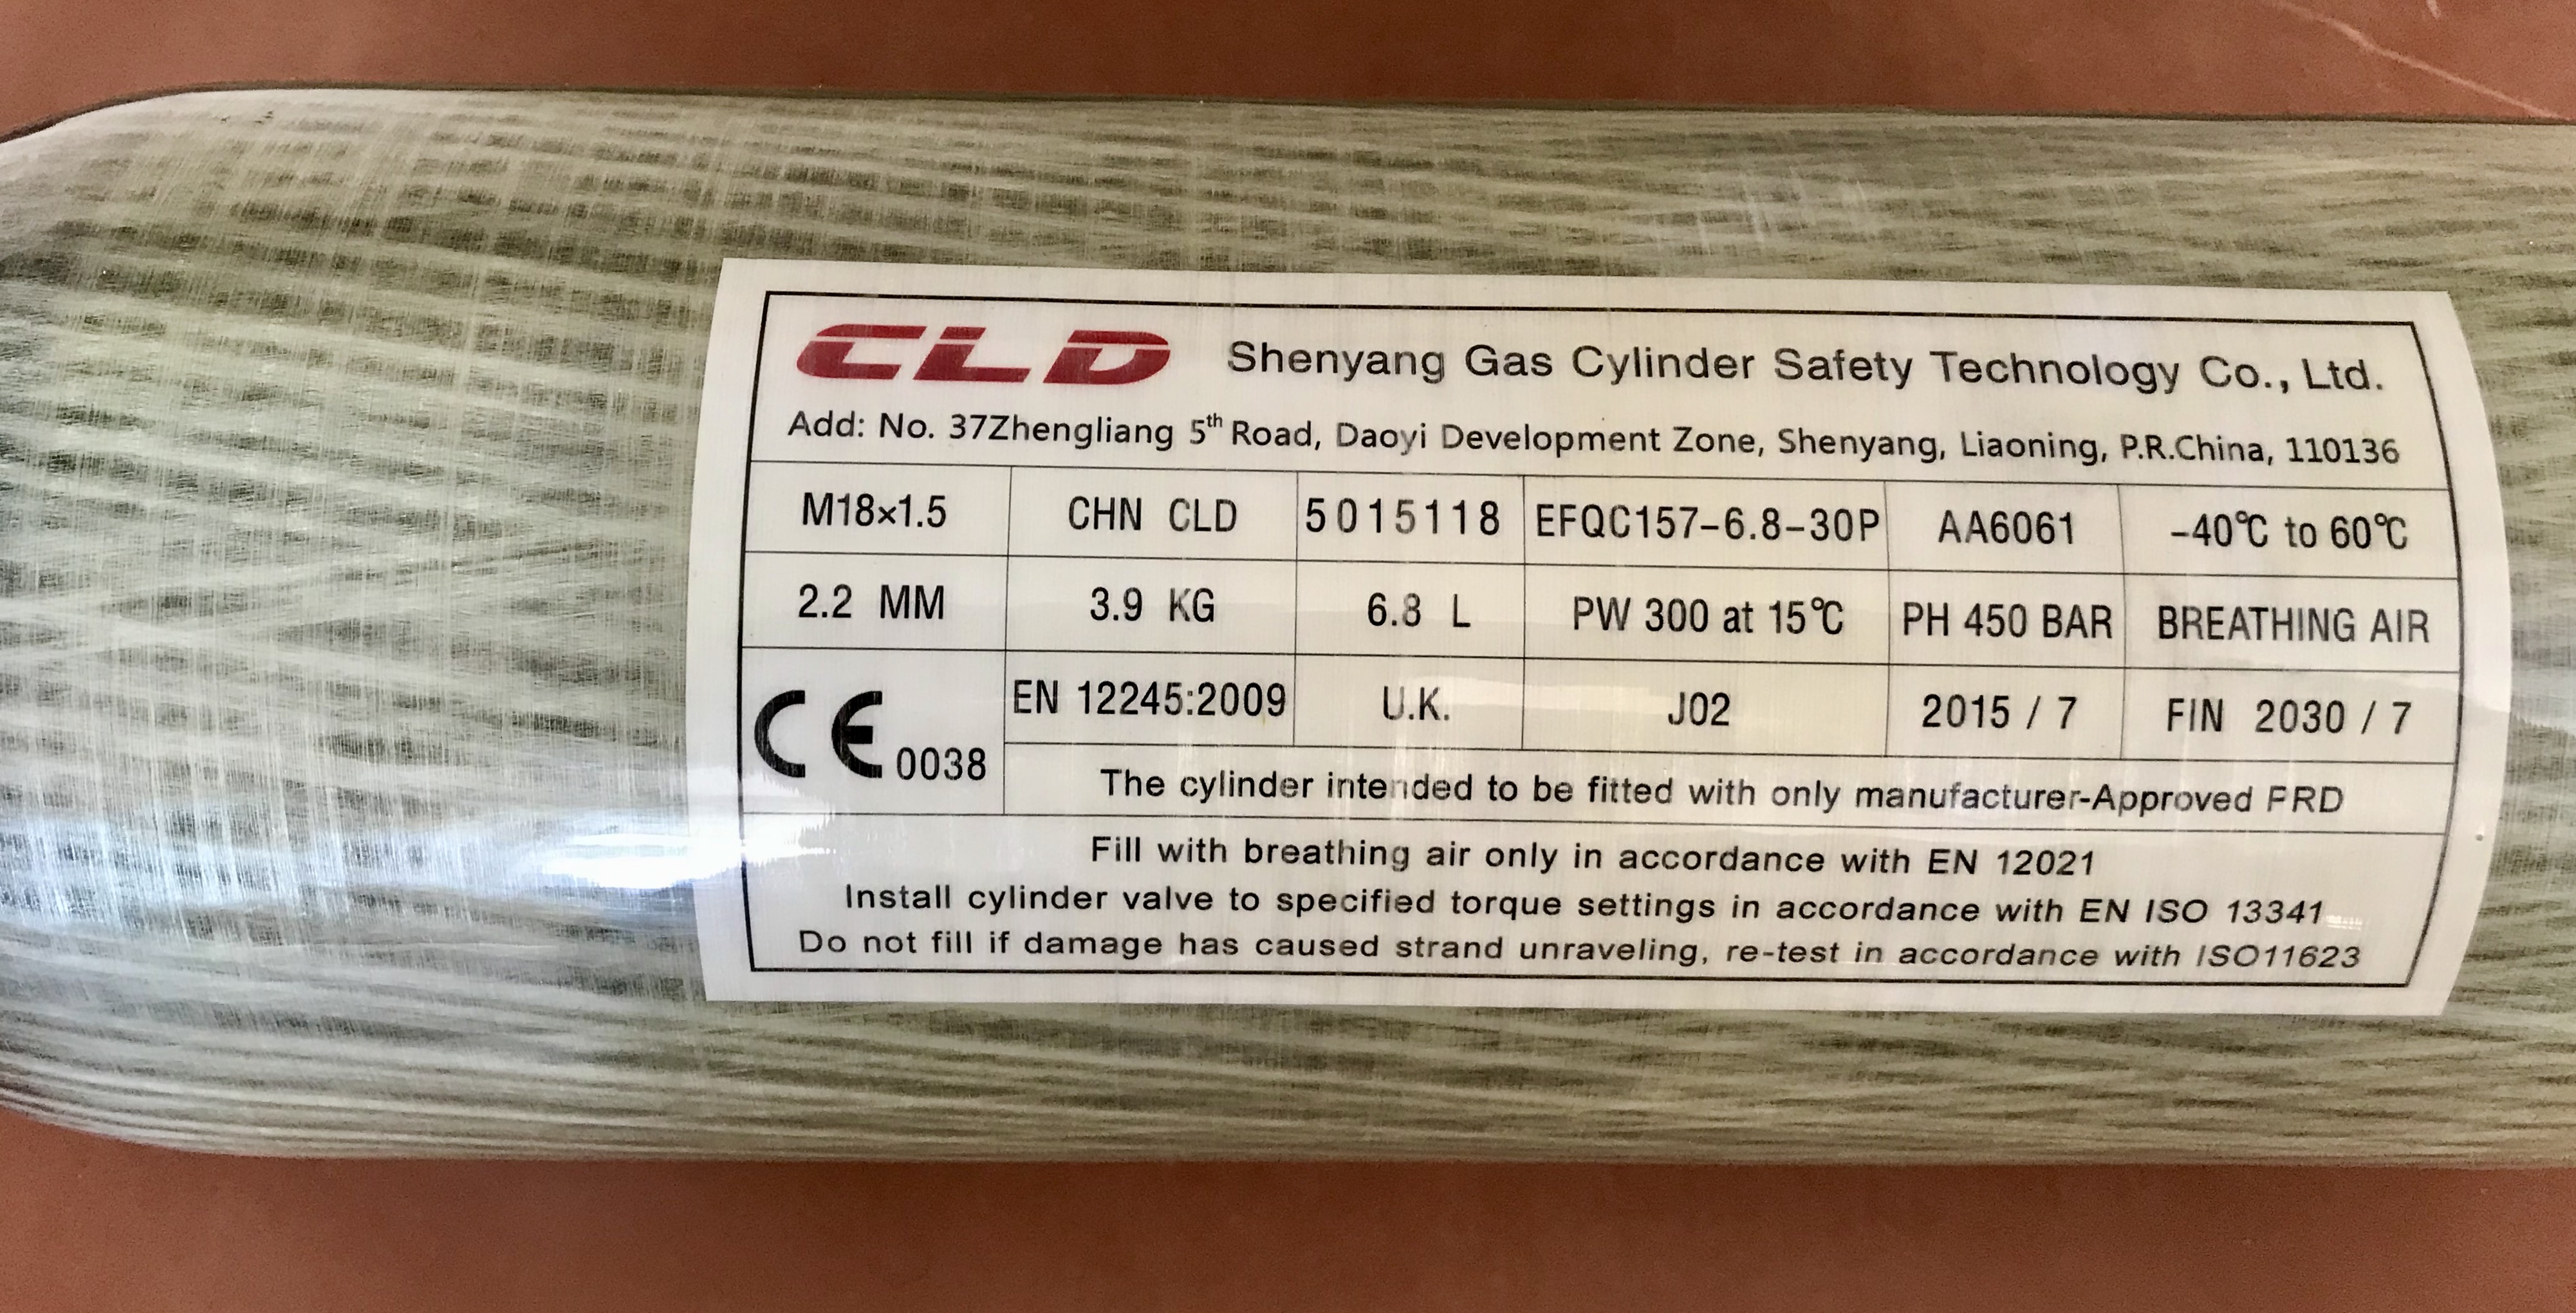 CLD Shenyang Gas Cylinder Safety Technology Co., Ltd.
Add: No. 37Zhengliang 5th Road, Daoyi Development Zone, Shenyang, Liaoning, P.R.China, 110136
M18×1.5 CHN CLD 5015118 EFQC157-6.8-30P AA6061 -40℃ to 60℃
2.2 MM 3.9 KG 6.8 L PW 300 at 15℃ PH 450 BAR BREATHING AIR
CE 0038 EN 12245:2009 U.K. J02 2015 / 7 FIN 2030 / 7
The cylinder intended to be fitted with only manufacturer-Approved FRD
Fill with breathing air only in accordance with EN 12021
Install cylinder valve to specified torque settings in accordance with EN ISO 13341
Do not fill if damage has caused strand unraveling, re-test in accordance with ISO11623